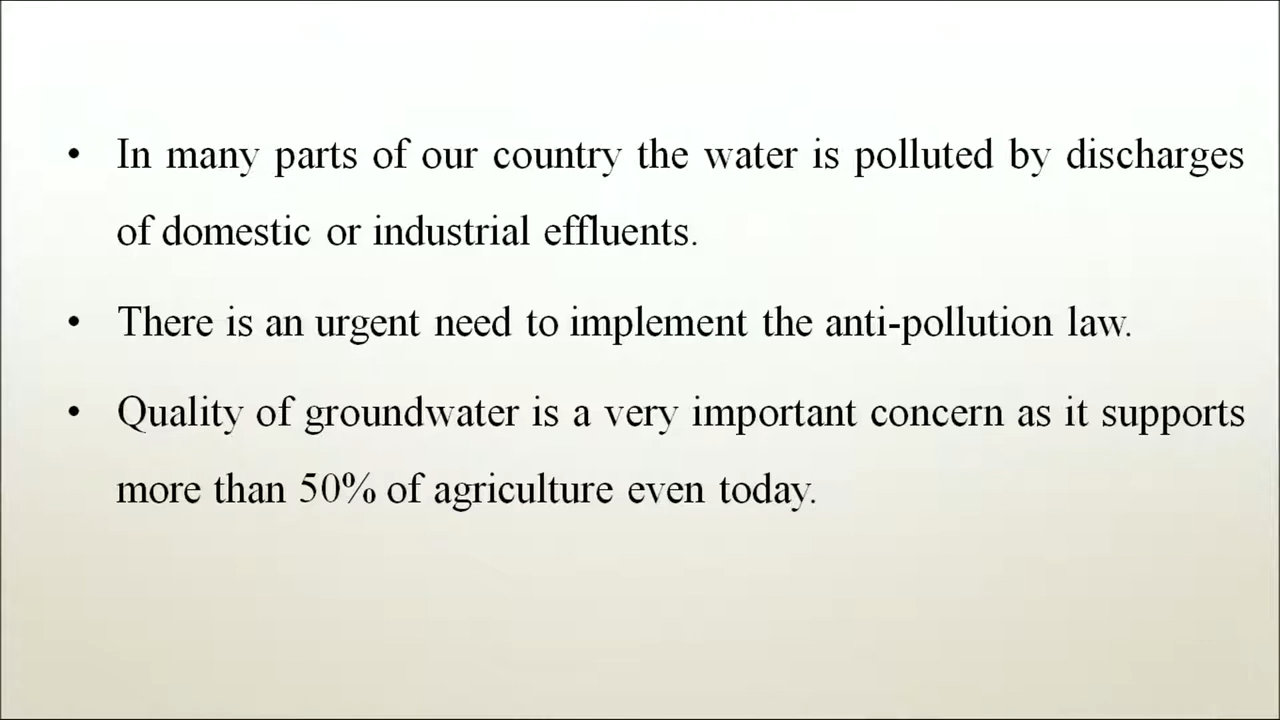 • In many parts of our country the water is polluted by discharges
of domestic or industrial effluents.
• There is an urgent need to implement the anti-pollution law.
• Quality of groundwater is a very important concern as it supports
more than 50% of agriculture even today.